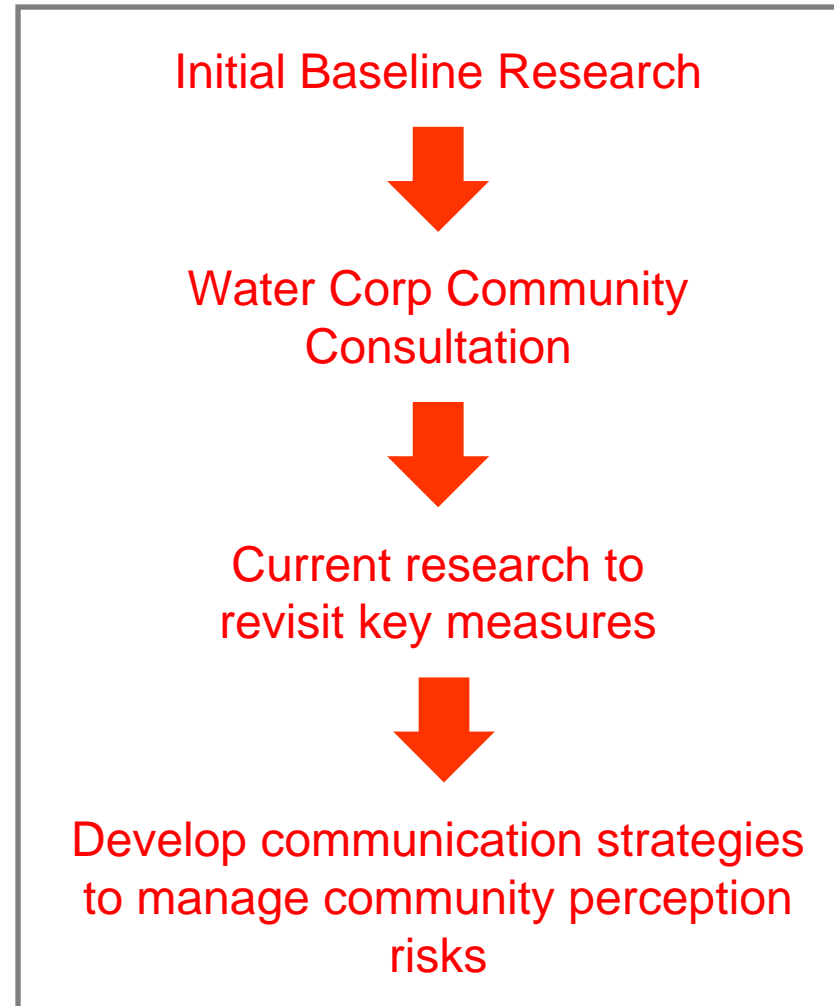 Initial Baseline Research
Water Corp Community
Consultation
Current research to
revisit key measures
Develop communication strategies
to manage community perception
risks